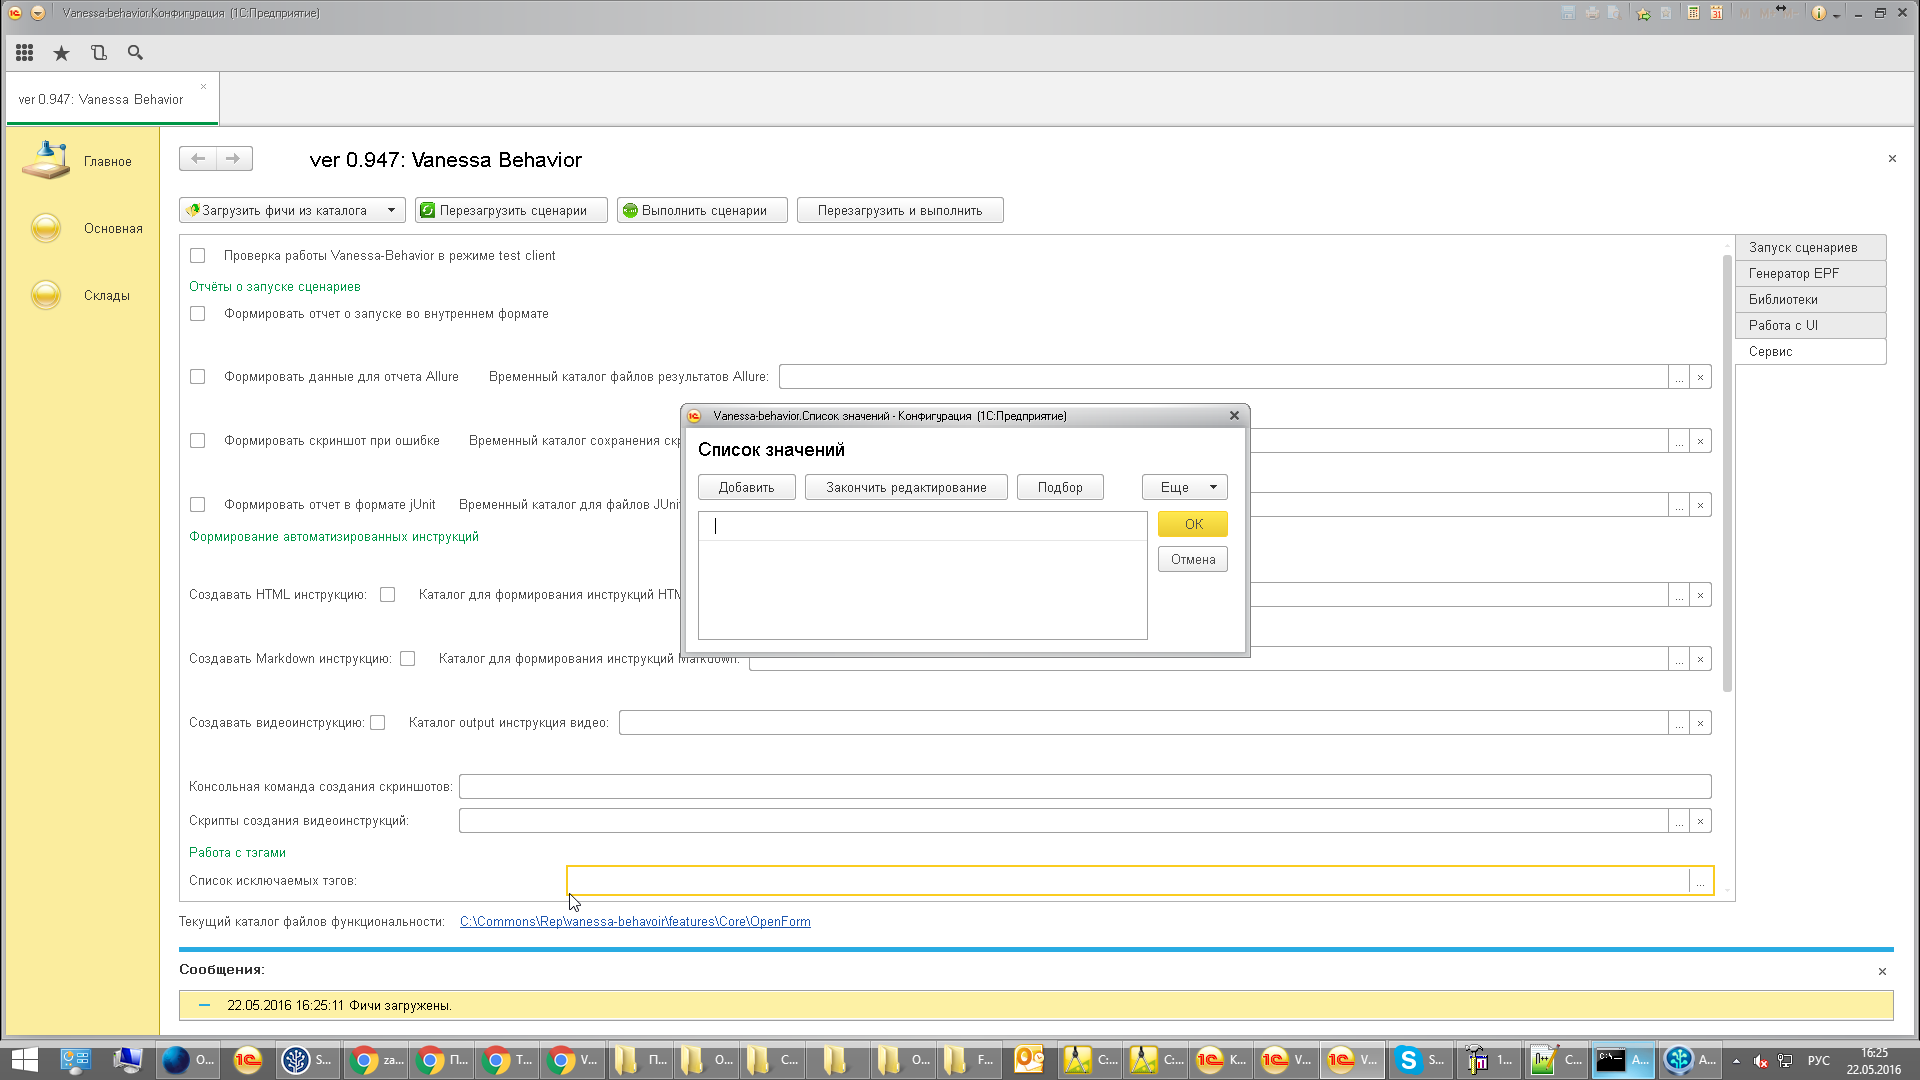 Vanessa-behavior.Конфигурация (1С:Предприятие)
ver 0.947: Vanessa Behavior
Главное
Основная
Склады
ver 0.947: Vanessa Behavior
Загрузить фичи из каталога
Перезагрузить сценарии
Выполнить сценарии
Перезагрузить и выполнить
Проверка работы Vanessa-Behavior в режиме test client
Отчёты о запуске сценариев
Формировать отчет о запуске во внутреннем формате
Формировать данные для отчета Allure
Временный каталог файлов результатов Allure:
Формировать скриншот при ошибке
Временный каталог сохранения скр
Формировать отчет в формате jUnit
Временный каталог для файлов JUni
Формирование автоматизированных инструкций
Создавать HTML инструкцию:
Каталог для формирования инструкций HTM
Создавать Markdown инструкцию:
Каталог для формирования инструкций Markdown:
Создавать видеоинструкцию:
Каталог output инструкция видео:
Консольная команда создания скриншотов:
Скрипты создания видеоинструкций:
Работа с тэгами
Список исключаемых тэгов:
Запуск сценариев
Генератор EPF
Библиотеки
Работа с UI
Сервис
Vanessa-behavior.Список значений - Конфигурация (1С:Предприятие)
Список значений
Добавить
Закончить редактирование
Подбор
Еще
ОК
Отмена
Текущий каталог файлов функциональности: C:\Commons\Rep\vanessa-behavoir\features\Core\OpenForm
Сообщения:
22.05.2016 16:25:11 Фичи загружены.
O... S... za... П... T... V... П... О... С... О... F... C:... C:... К... V... V... S... 1... C... A... A...
РУС
16:25
22.05.2016